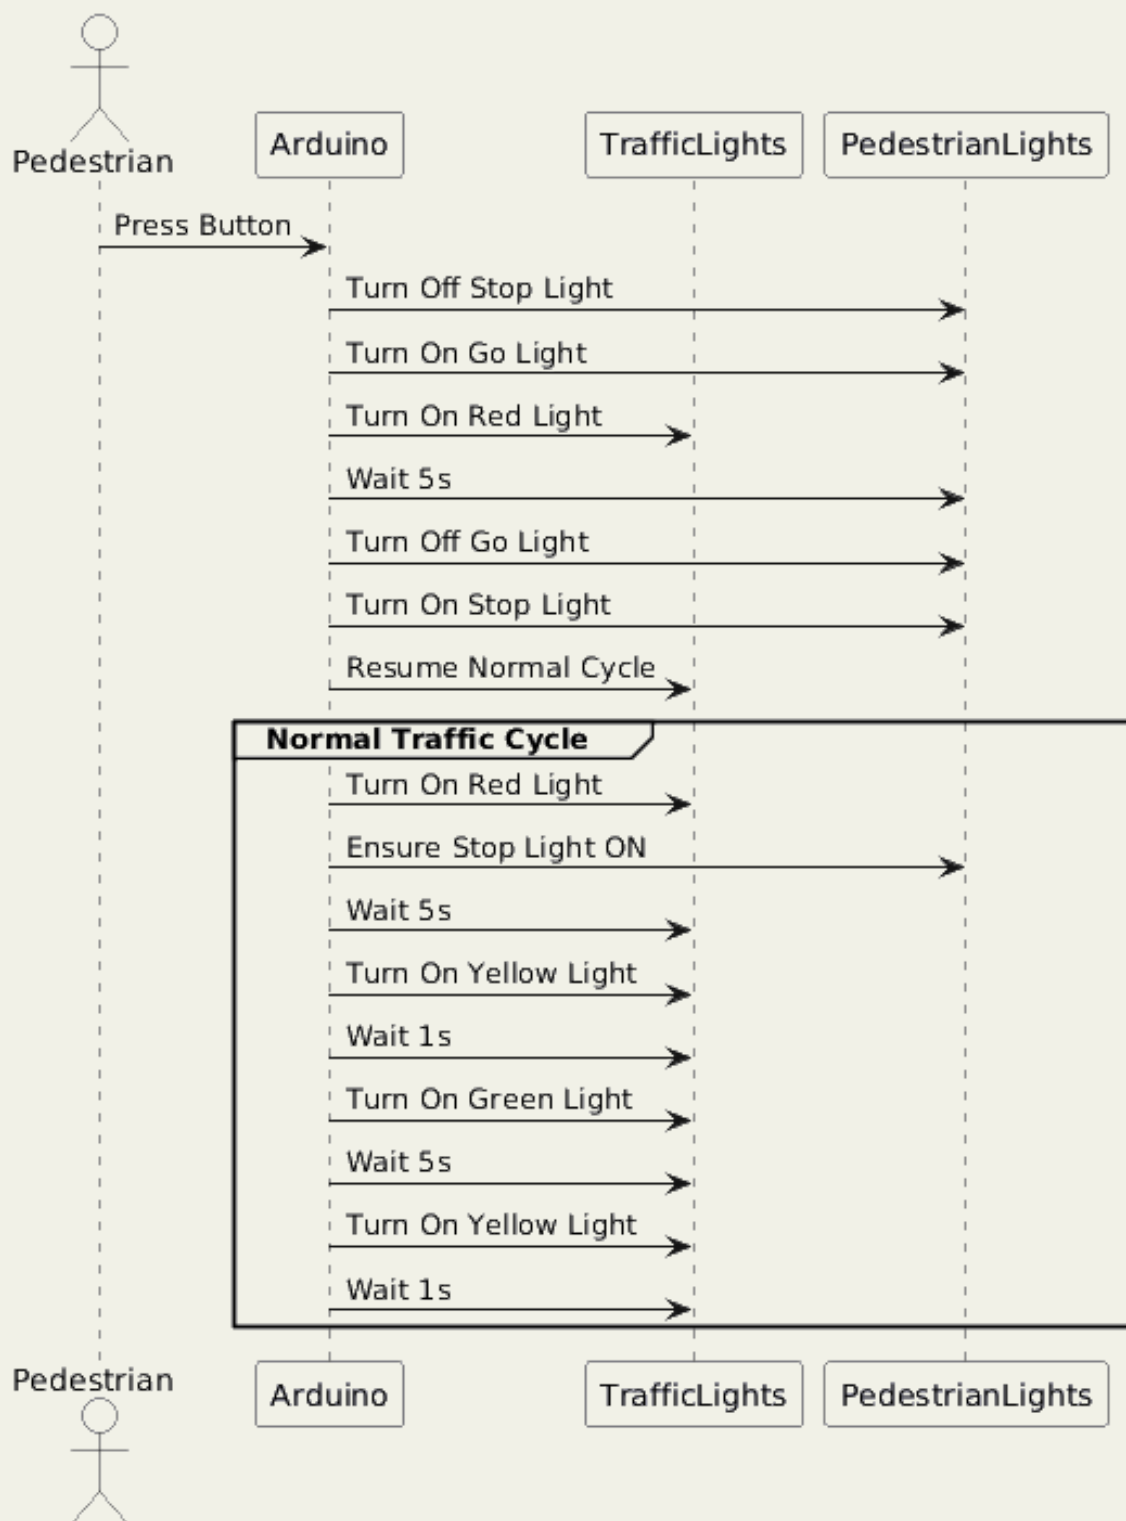 Pedestrian
Arduino
TrafficLights
PedestrianLights
Press Button
Turn Off Stop Light
Turn On Go Light
Turn On Red Light
Wait 5s
Turn Off Go Light
Turn On Stop Light
Resume Normal Cycle
Normal Traffic Cycle
Turn On Red Light
Ensure Stop Light ON
Wait 5s
Turn On Yellow Light
Wait 1s
Turn On Green Light
Wait 5s
Turn On Yellow Light
Wait 1s
Pedestrian
Arduino
TrafficLights
PedestrianLights